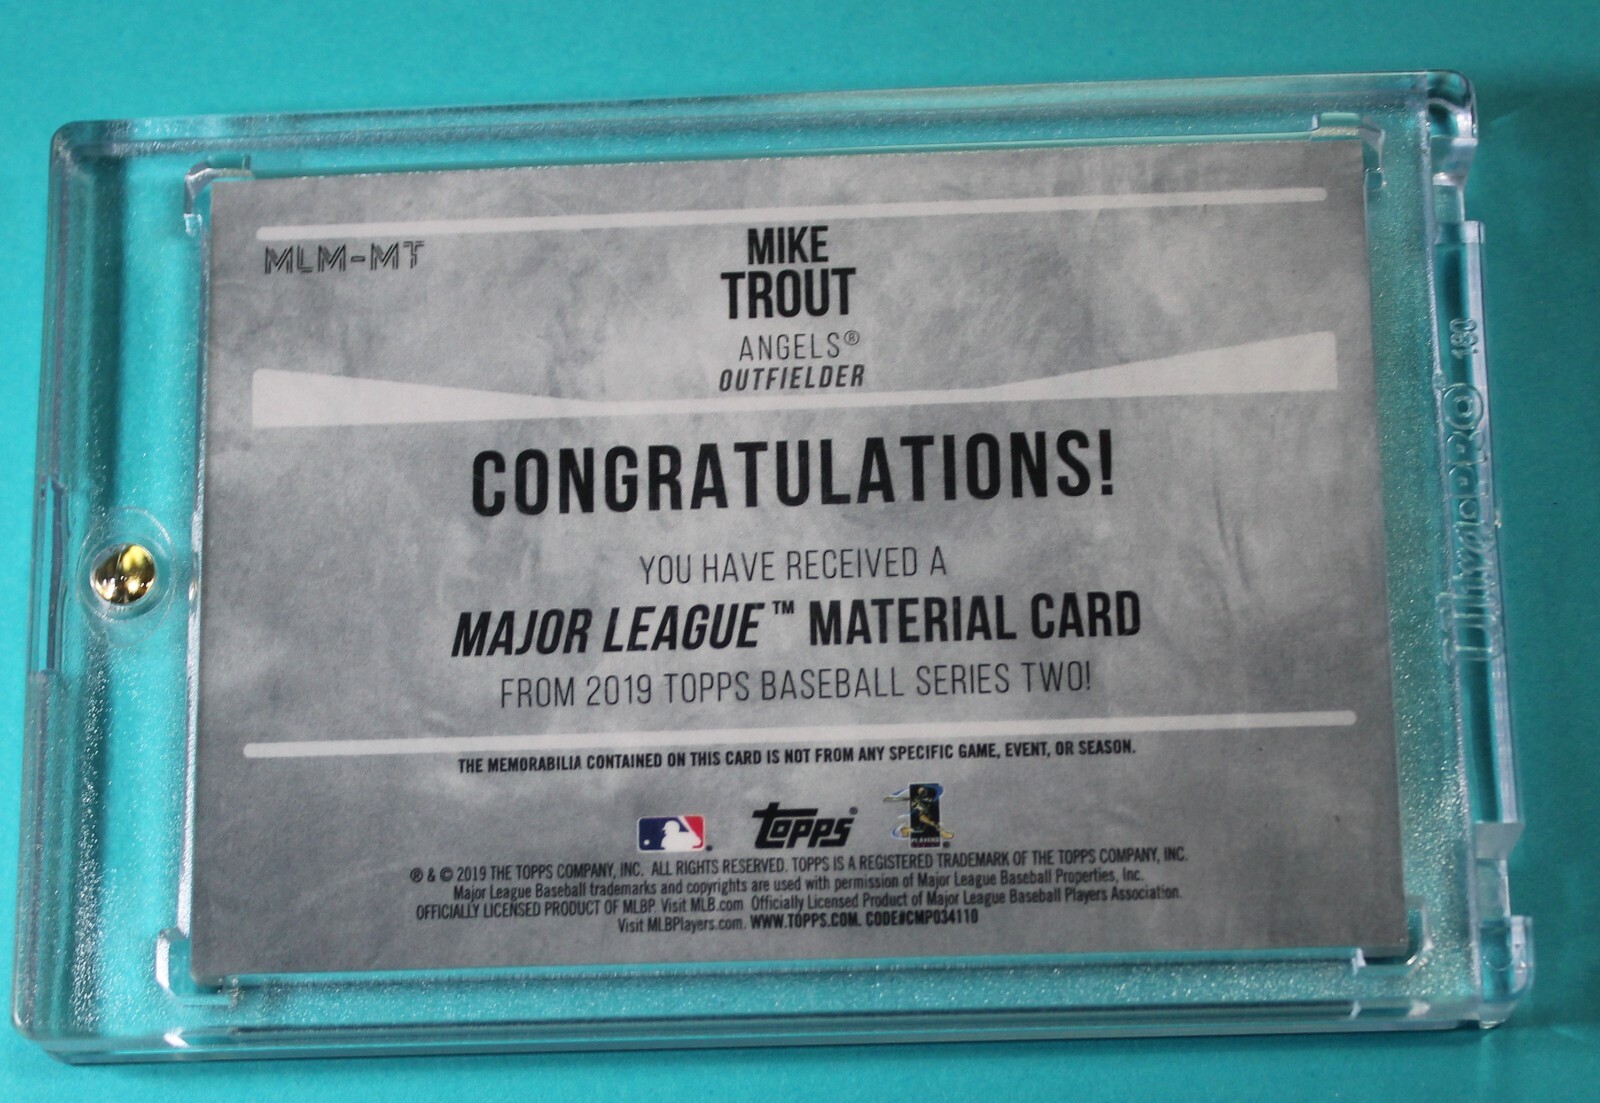 MLM-MT
MIKE
TROUT
ANGELS®
OUTFIELDER
CONGRATULATIONS!
YOU HAVE RECEIVED A
MAJOR LEAGUE™ MATERIAL CARD
FROM 2019 TOPPS BASEBALL SERIES TWO!
THE MEMORABILIA CONTAINED ON THIS CARD IS NOT FROM ANY SPECIFIC GAME, EVENT, OR SEASON.
topps®
PLAYERS
® & © 2019 THE TOPPS COMPANY, INC. ALL RIGHTS RESERVED. TOPPS IS A REGISTERED TRADEMARK OF THE TOPPS COMPANY, INC.
Major League Baseball trademarks and copyrights are used with permission of Major League Baseball Properties, Inc.
OFFICIALLY LICENSED PRODUCT OF MLBP. Visit MLB.com Officially Licensed Product of Major League Baseball Players Association.
Visit MLBPlayers.com. WWW.TOPPS.COM. CODE#CMP034110
UltraPRO 180